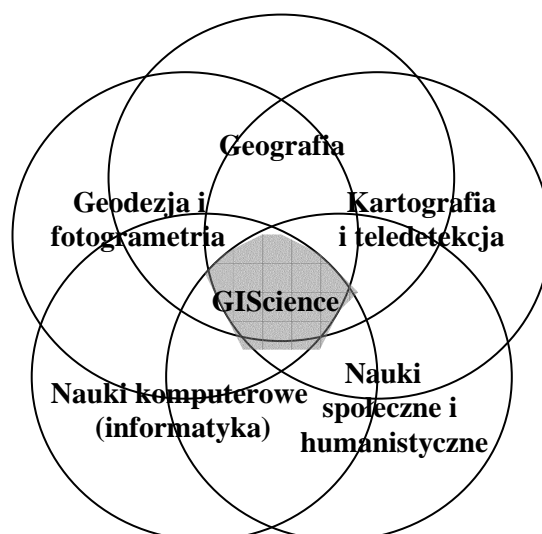 Geografia
Geodezja i
fotogrametria
Kartografia
i teledetekcja
GIScience
Nauki komputerowe
(informatyka)
Nauki
społeczne i
humanistyczne